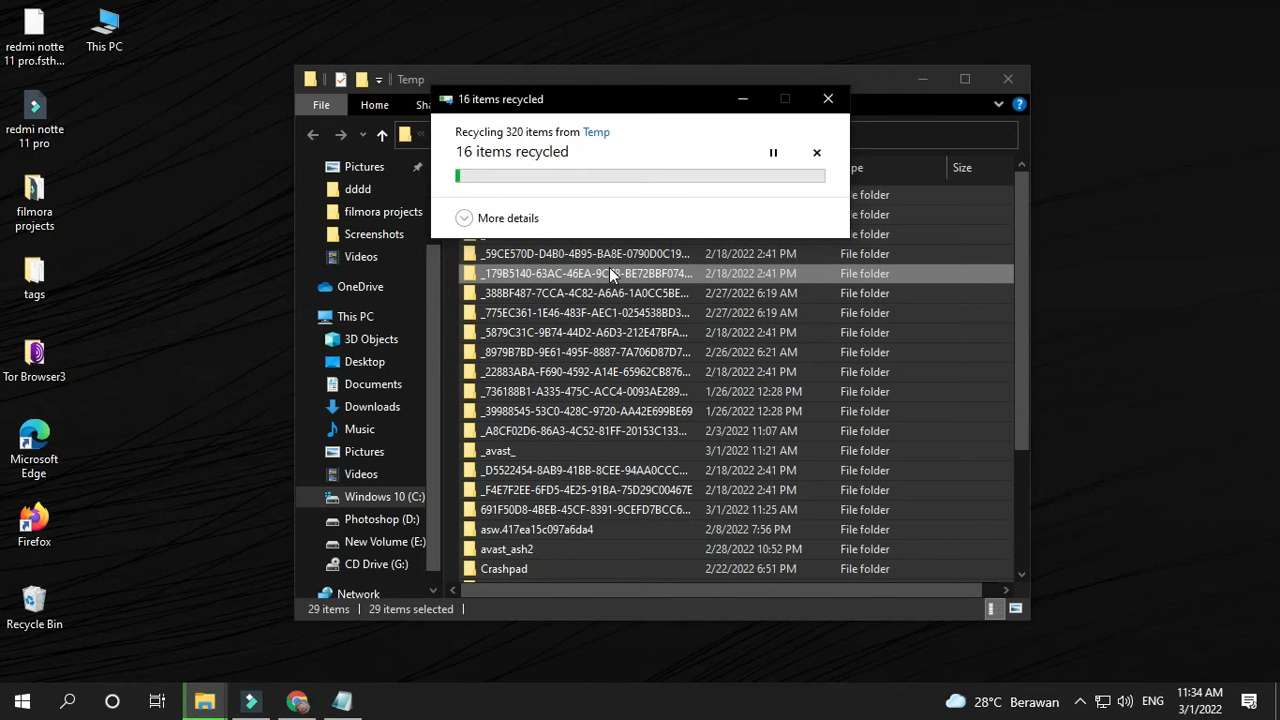 redmi notte
11 pro.fsth...
This PC
redmi notte
11 pro
filmora
projects
tags
Tor Browser3
Microsoft
Edge
Firefox
Recycle Bin
Temp
File
Home
Sha
16 items recycled
Recycling 320 items from Temp
16 items recycled
More details
pe
Size
Pictures
dddd
filmora projects
Screenshots
Videos
OneDrive
This PC
3D Objects
Desktop
Documents
Downloads
Music
Pictures
Videos
Windows 10 (C:)
Photoshop (D:)
New Volume (E:)
CD Drive (G:)
Network
File folder
File folder
_59CE570D-D4B0-4B95-BA8E-0790D0C19... 2/18/2022 2:41 PM File folder
_179B5140-63AC-46EA-9C 3-BE72BBF074... 2/18/2022 2:41 PM File folder
_388BF487-7CCA-4C82-A6A6-1A0CC5BE... 2/27/2022 6:19 AM File folder
_775EC361-1E46-483F-AEC1-0254538BD3... 2/27/2022 6:19 AM File folder
_5879C31C-9B74-44D2-A6D3-212E47BFA... 2/18/2022 2:41 PM File folder
_8979B7BD-9E61-495F-8887-7A706D87D7... 2/26/2022 6:21 AM File folder
_22883ABA-F690-4592-A14E-65962CB876... 2/18/2022 2:41 PM File folder
_736188B1-A335-475C-ACC4-0093AE289... 1/26/2022 12:28 PM File folder
_39988545-53C0-428C-9720-AA42E699BE69 1/26/2022 12:28 PM File folder
_A8CF02D6-86A3-4C52-81FF-20153C133... 2/3/2022 11:07 AM File folder
_avast_ 3/1/2022 11:21 AM File folder
_D5522454-8AB9-41BB-8CEE-94AA0CCC... 2/18/2022 2:41 PM File folder
_F4E7F2EE-6FD5-4E25-91BA-75D29C00467E 2/18/2022 2:41 PM File folder
691F50D8-4BEB-45CF-8391-9CEFD7BCC6... 3/1/2022 11:25 AM File folder
asw.417ea15c097a6da4 2/8/2022 7:56 PM File folder
avast_ash2 2/28/2022 10:52 PM File folder
Crashpad 2/22/2022 6:51 PM File folder
29 items 29 items selected
28°C Berawan
ENG
11:34 AM
3/1/2022